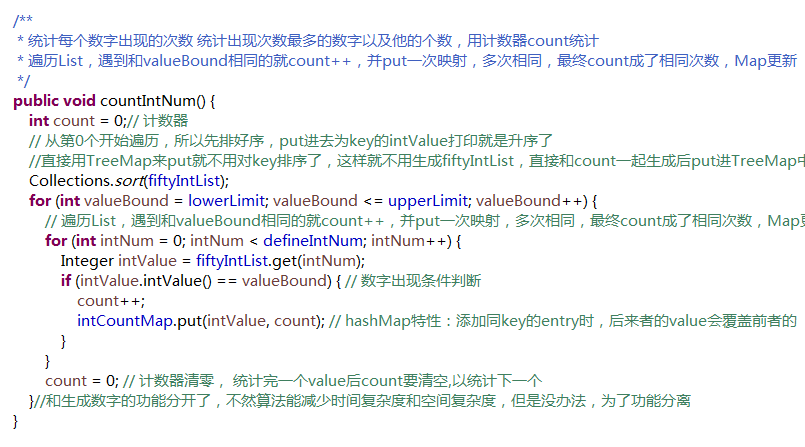 /**
* 统计每个数字出现的次数 统计出现次数最多的数字以及他的个数，用计数器count统计
* 遍历List，遇到和valueBound相同的就count++，并put一次映射，多次相同，最终count成了相同次数，Map更新
*/
public void countIntNum() {
int count = 0;// 计数器
// 从第0个开始遍历，所以先排好序，put进去为key的intValue打印就是升序了
//直接用TreeMap来put就不用对key排序了，这样就不用生成fiftyIntList，直接和count一起生成后put进TreeMap中
Collections.sort(fiftyIntList);
for (int valueBound = lowerLimit; valueBound <= upperLimit; valueBound++) {
// 遍历List，遇到和valueBound相同的就count++，并put一次映射，多次相同，最终count成了相同次数，Map更
for (int intNum = 0; intNum < defineIntNum; intNum++) {
Integer intValue = fiftyIntList.get(intNum);
if (intValue.intValue() == valueBound) { // 数字出现条件判断
count++;
intCountMap.put(intValue, count); // hashMap特性：添加同key的entry时，后来者的value会覆盖前者的
}
}
count = 0; // 计数器清零， 统计完一个value后count要清空,以统计下一个
}//和生成数字的功能分开了，不然算法能减少时间复杂度和空间复杂度，但是没办法，为了功能分离
}